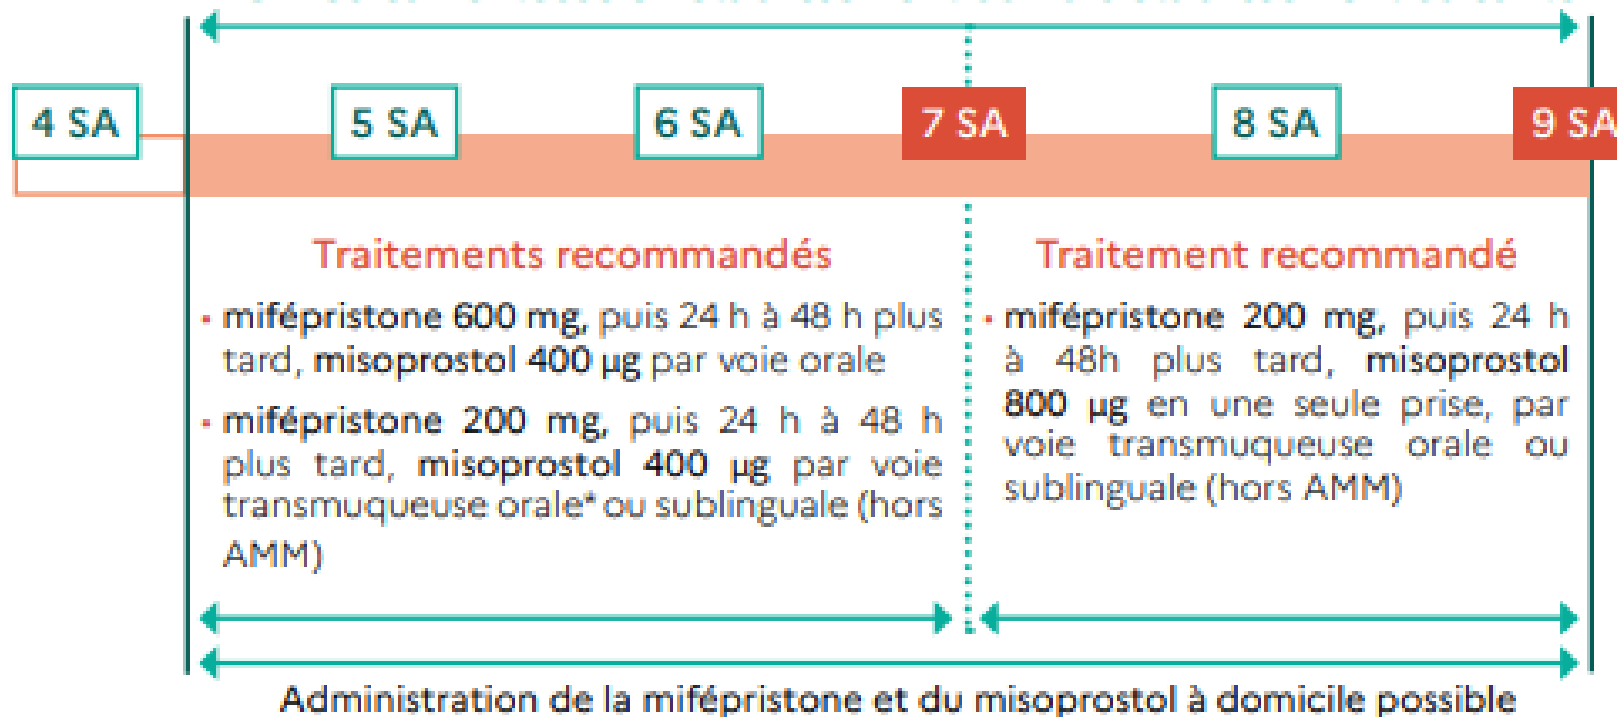 4 SA
5 SA
6 SA
7 SA
8 SA
9 SA
Traitements recommandés
• mifépristone 600 mg, puis 24 h à 48 h plus
tard, misoprostol 400 µg par voie orale
• mifépristone 200 mg, puis 24 h à 48 h
plus tard, misoprostol 400 µg par voie
transmuqueuse orale* ou sublinguale (hors
AMM)
Traitement recommandé
• mifépristone 200 mg, puis 24 h
à 48h plus tard, misoprostol
800 µg en une seule prise, par
voie transmuqueuse orale ou
sublinguale (hors AMM)
Administration de la mifépristone et du misoprostol à domicile possible